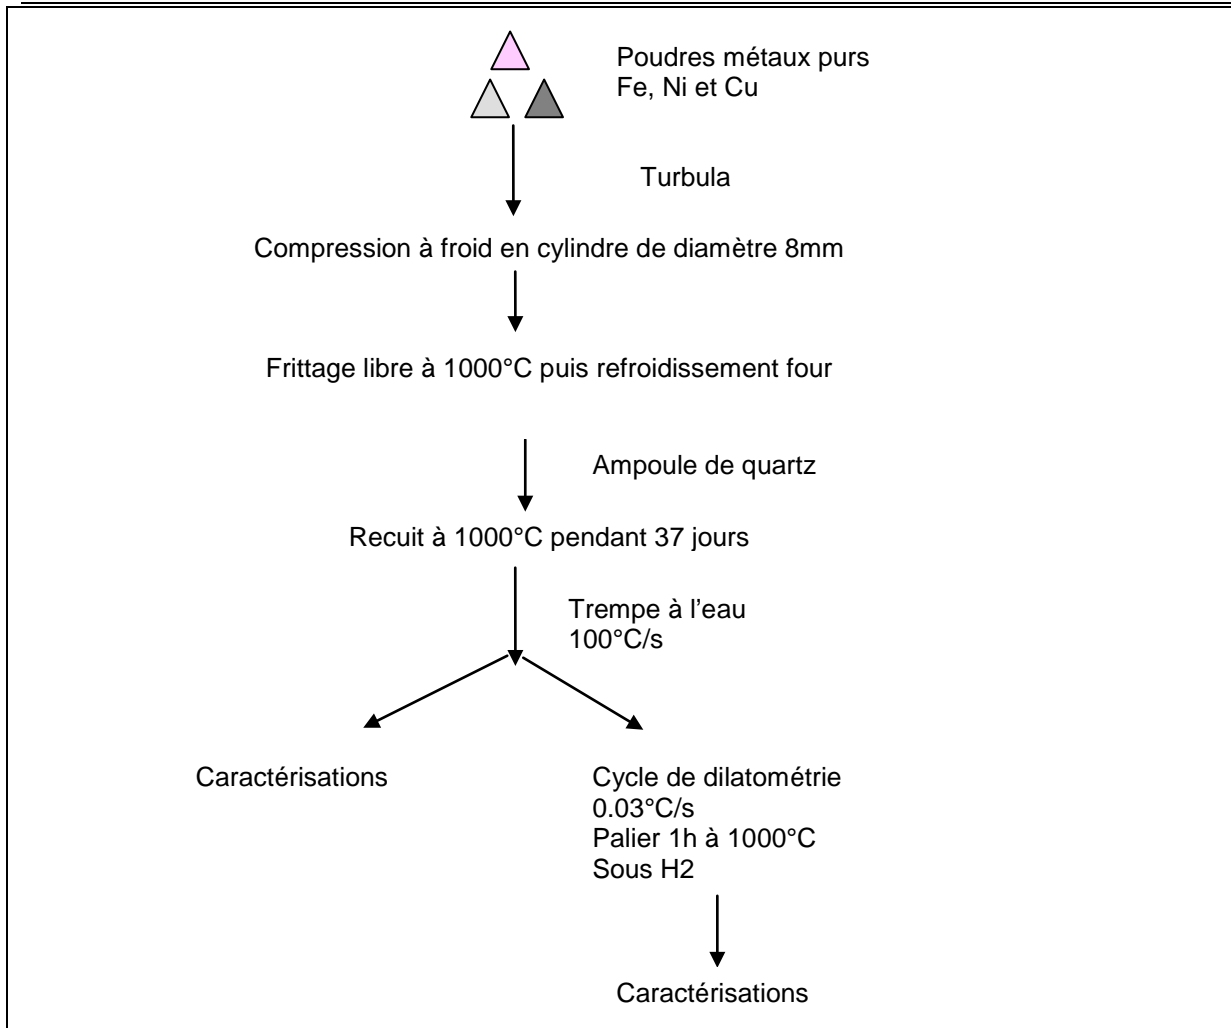 Poudres métaux purs
Fe, Ni et Cu
Turbula
Compression à froid en cylindre de diamètre 8mm
Frittage libre à 1000°C puis refroidissement four
Ampoule de quartz
Recuit à 1000°C pendant 37 jours
Trempe à l’eau
100°C/s
Caractérisations
Cycle de dilatométrie
0.03°C/s
Palier 1h à 1000°C
Sous H2
Caractérisations